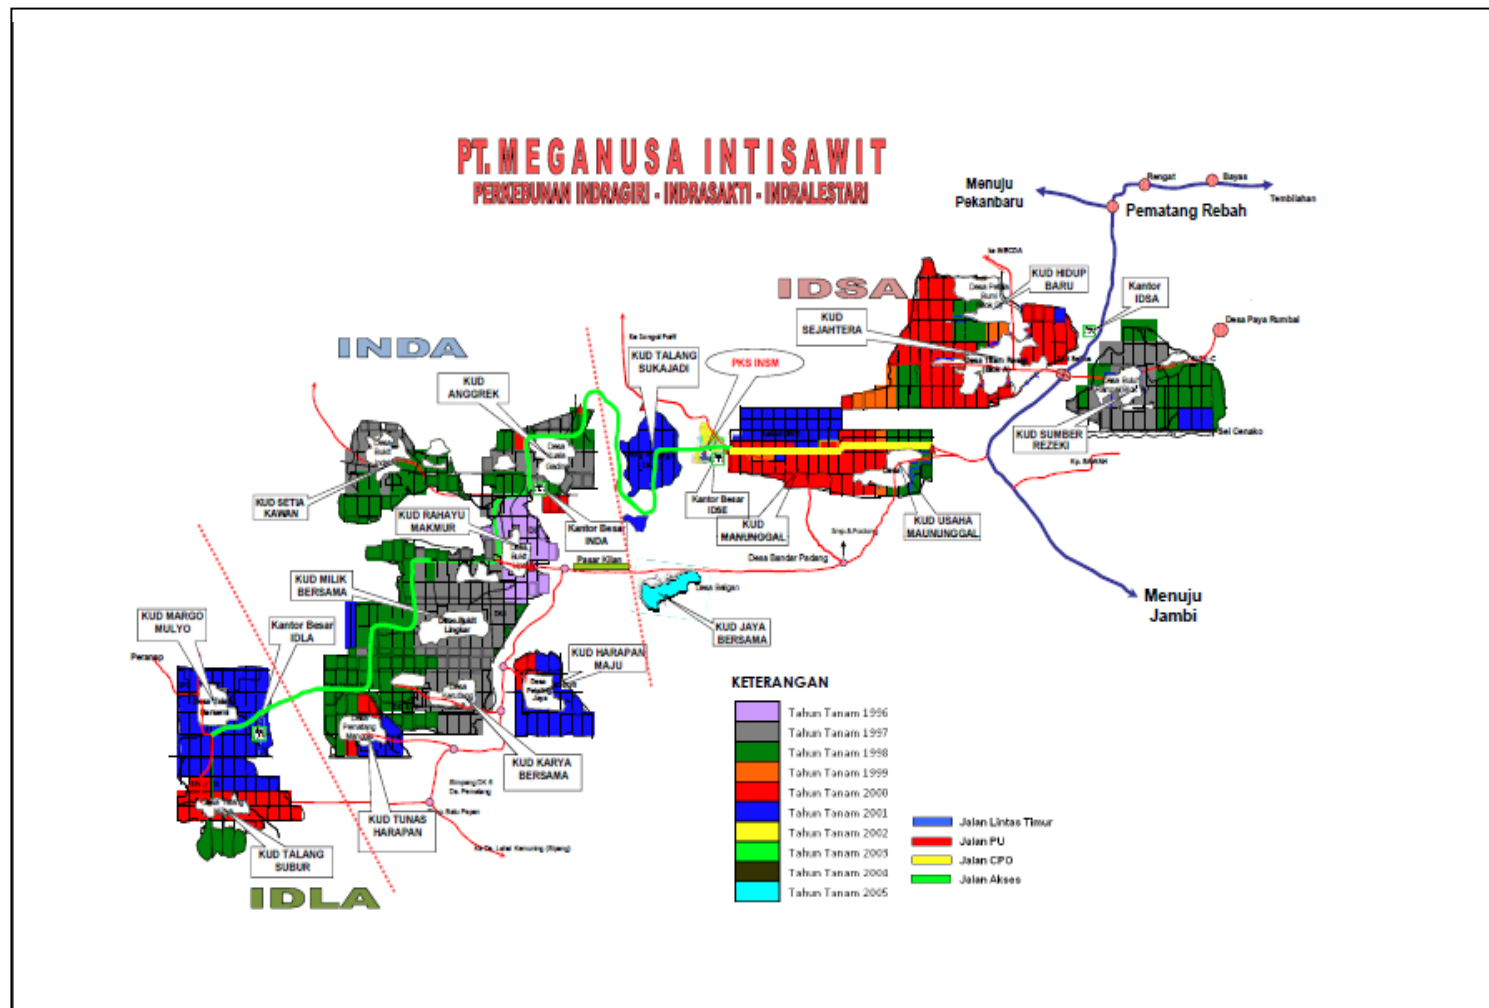 PT. MEGANUSA INTISAWIT
PERKEBUNAN INDRAGIRI - INDRASAKTI - INDRALESTARI
Menuju
Pekanbaru
Rengat
Bayas
Tembilahan
Pematang Rebah
IDSA
KUD HIDUP
BARU
Kantor
IDSA
KUD
SEJAHTERA
Desa Paya Rumbai
KUD SUMBER
REZEKI
Sei Cenako
INDA
KUD
ANGGREK
KUD TALANG
SUKAJADI
PKS INSM
KUD SETIA
KAWAN
KUD RAHAYU
MAKMUR
Kantor Besar
INDA
Kantor Besar
IDSE
KUD
MANUNGGAL
KUD USAHA
MAUNUNGGAL
Pasar Kilan
Desa Bandar Padang
KUD MILIK
BERSAMA
Desa Bukit
Lingkar
KUD JAYA
BERSAMA
Menuju
Jambi
KUD MARGO
MULYO
Kantor Besar
IDLA
Peranap
KUD HARAPAN
MAJU
KUD KARYA
BERSAMA
KUD TUNAS
HARAPAN
KUD TALANG
SUBUR
IDLA
KETERANGAN
Tahun Tanam 1996
Tahun Tanam 1997
Tahun Tanam 1998
Tahun Tanam 1999
Tahun Tanam 2000
Tahun Tanam 2001
Tahun Tanam 2002
Tahun Tanam 2003
Tahun Tanam 2004
Tahun Tanam 2005
Jalan Lintas Timur
Jalan PU
Jalan CPO
Jalan Akses